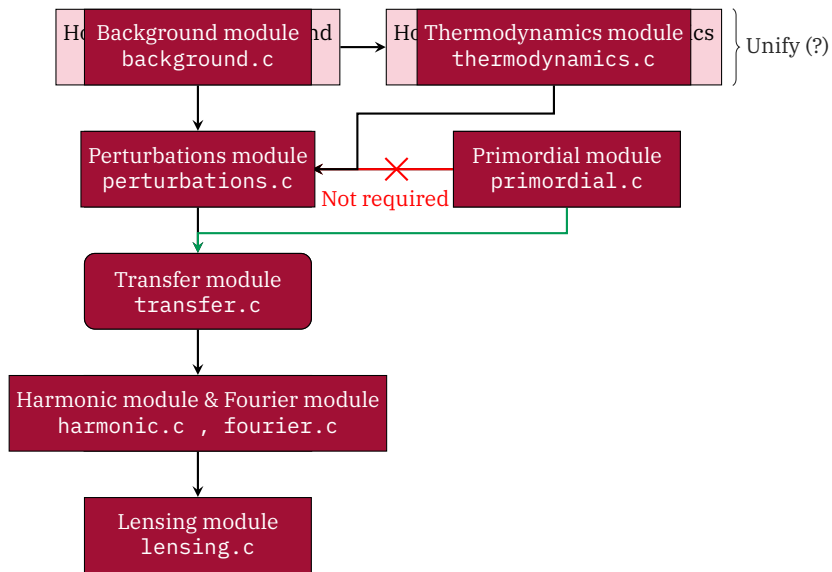 Background module
background.c
Thermodynamics module
thermodynamics.c
Unify (?)
Perturbations module
perturbations.c
Primordial module
primordial.c
Not required
Transfer module
transfer.c
Harmonic module & Fourier module
harmonic.c , fourier.c
Lensing module
lensing.c